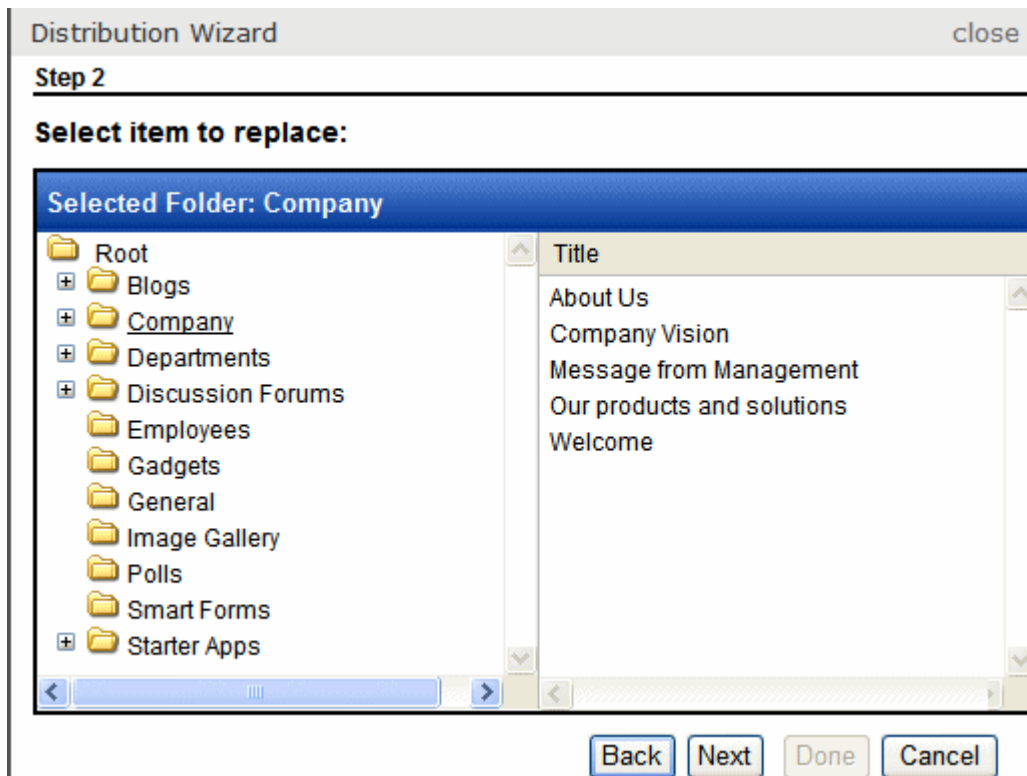 Distribution Wizard close
Step 2
Select item to replace:
Selected Folder: Company
Root
Blogs
Company
Departments
Discussion Forums
Employees
Gadgets
General
Image Gallery
Polls
Smart Forms
Starter Apps
Title
About Us
Company Vision
Message from Management
Our products and solutions
Welcome
Back Next Done Cancel